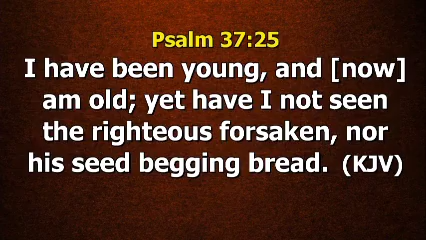 Psalm 37:25
I have been young, and [now]
am old; yet have I not seen
the righteous forsaken, nor
his seed begging bread. (KJV)